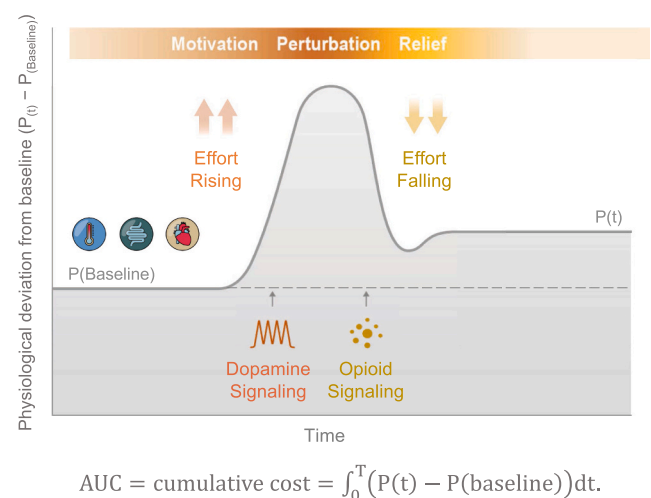 Motivation Perturbation Relief
Physiological deviation from baseline (P(t) − P(Baseline))
Effort
Rising
Effort
Falling
P(t)
P(Baseline)
Dopamine
Signaling
Opioid
Signaling
Time
AUC = cumulative cost = ∫₀ᵀ(P(t) − P(baseline))dt.